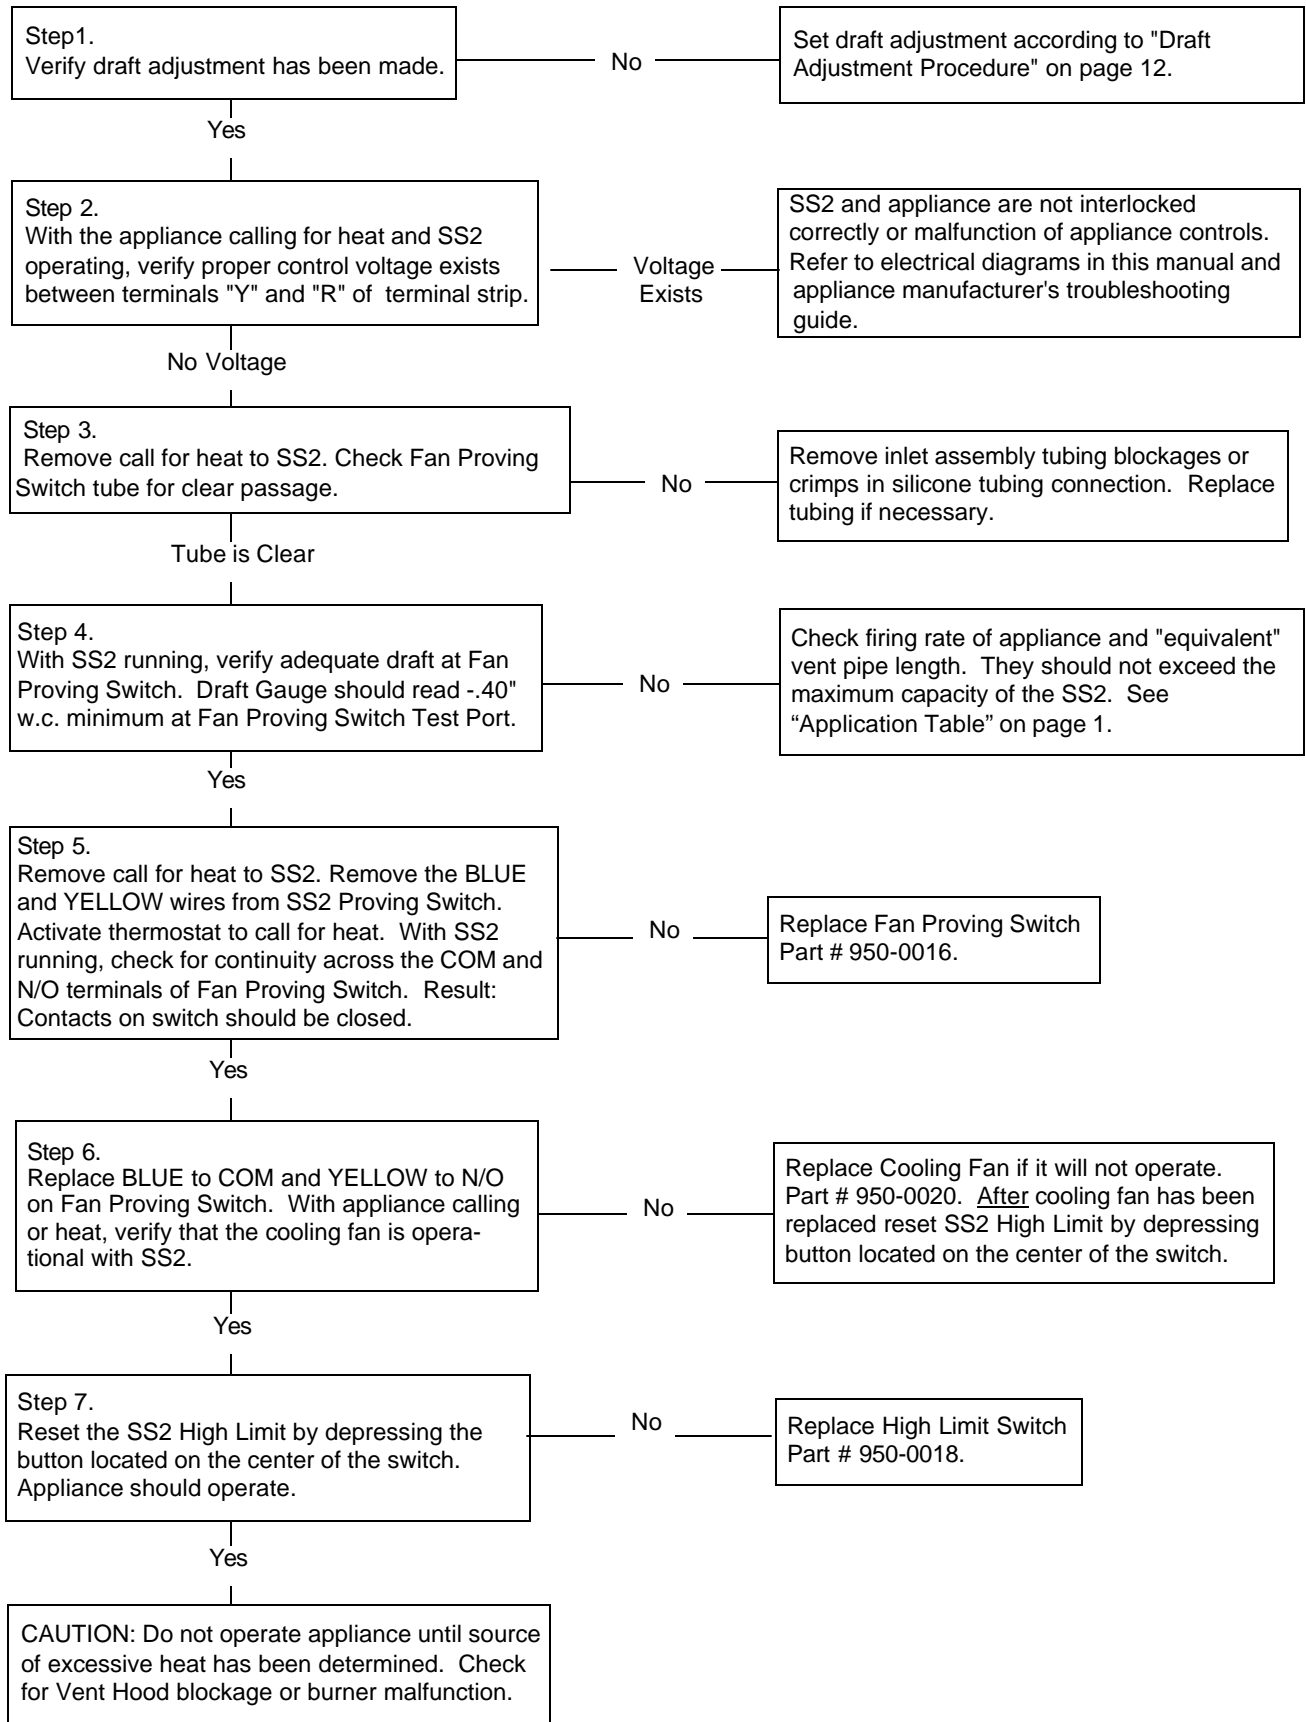 Step1.
Verify draft adjustment has been made.
No
Set draft adjustment according to "Draft
Adjustment Procedure" on page 12.
Yes
Step 2.
With the appliance calling for heat and SS2
operating, verify proper control voltage exists
between terminals "Y" and "R" of terminal strip.
Voltage
Exists
SS2 and appliance are not interlocked
correctly or malfunction of appliance controls.
Refer to electrical diagrams in this manual and
appliance manufacturer's troubleshooting
guide.
No Voltage
Step 3.
Remove call for heat to SS2. Check Fan Proving
Switch tube for clear passage.
No
Remove inlet assembly tubing blockages or
crimps in silicone tubing connection. Replace
tubing if necessary.
Tube is Clear
Step 4.
With SS2 running, verify adequate draft at Fan
Proving Switch. Draft Gauge should read -.40"
w.c. minimum at Fan Proving Switch Test Port.
No
Check firing rate of appliance and "equivalent"
vent pipe length. They should not exceed the
maximum capacity of the SS2. See
“Application Table” on page 1.
Yes
Step 5.
Remove call for heat to SS2. Remove the BLUE
and YELLOW wires from SS2 Proving Switch.
Activate thermostat to call for heat. With SS2
running, check for continuity across the COM and
N/O terminals of Fan Proving Switch. Result:
Contacts on switch should be closed.
No
Replace Fan Proving Switch
Part # 950-0016.
Yes
Step 6.
Replace BLUE to COM and YELLOW to N/O
on Fan Proving Switch. With appliance calling
or heat, verify that the cooling fan is opera-
tional with SS2.
No
Replace Cooling Fan if it will not operate.
Part # 950-0020. After cooling fan has been
replaced reset SS2 High Limit by depressing
button located on the center of the switch.
Yes
Step 7.
Reset the SS2 High Limit by depressing the
button located on the center of the switch.
Appliance should operate.
No
Replace High Limit Switch
Part # 950-0018.
Yes
CAUTION: Do not operate appliance until source
of excessive heat has been determined. Check
for Vent Hood blockage or burner malfunction.